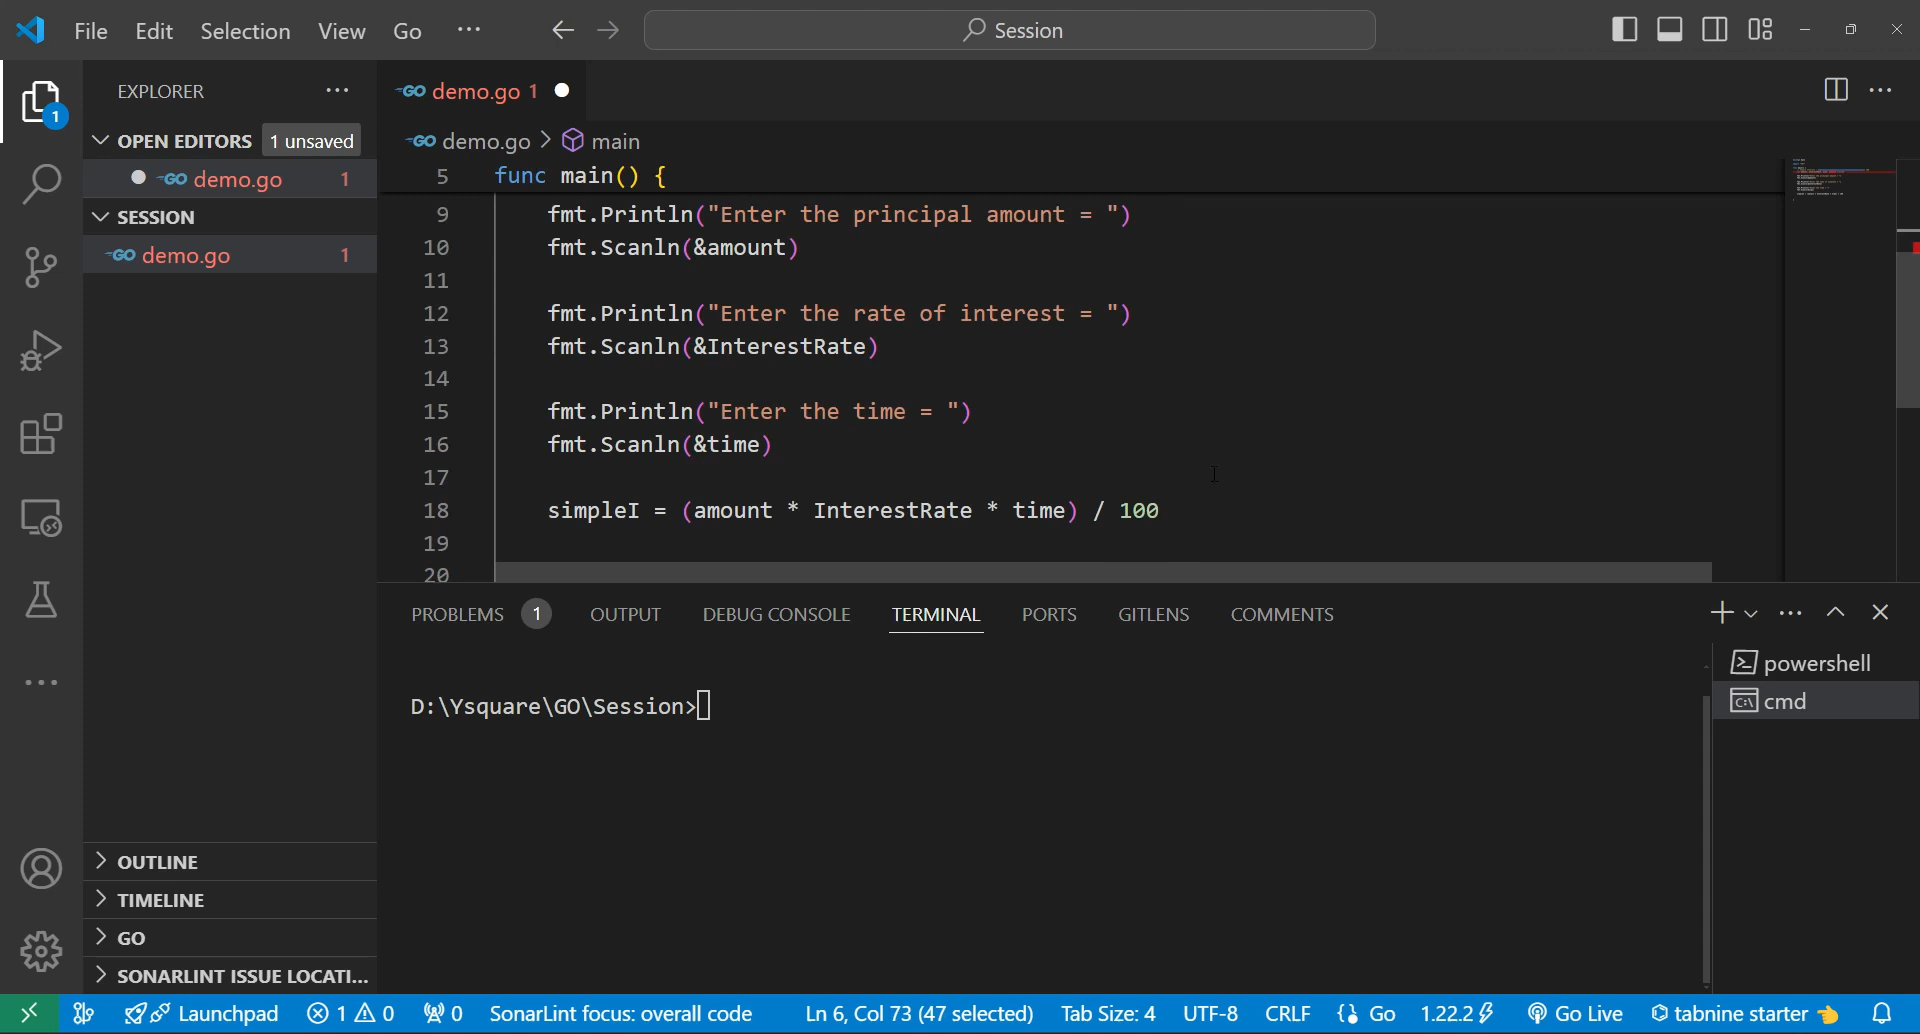 File Edit Selection View Go ··· Session
EXPLORER ···
OPEN EDITORS 1 unsaved
GO demo.go 1
SESSION
GO demo.go 1
OUTLINE
TIMELINE
GO
SONARLINT ISSUE LOCATI...
GO demo.go 1
GO demo.go > main
5 func main() {
9 fmt.Println("Enter the principal amount = ")
10 fmt.Scanln(&amount)
11
12 fmt.Println("Enter the rate of interest = ")
13 fmt.Scanln(&InterestRate)
14
15 fmt.Println("Enter the time = ")
16 fmt.Scanln(&time)
17
18 simpleI = (amount * InterestRate * time) / 100
19
20
PROBLEMS 1 OUTPUT DEBUG CONSOLE TERMINAL PORTS GITLENS COMMENTS
D:\Ysquare\GO\Session>
powershell
cmd
Launchpad 1 0 0 SonarLint focus: overall code Ln 6, Col 73 (47 selected) Tab Size: 4 UTF-8 CRLF {} Go 1.22.2 Go Live tabnine starter